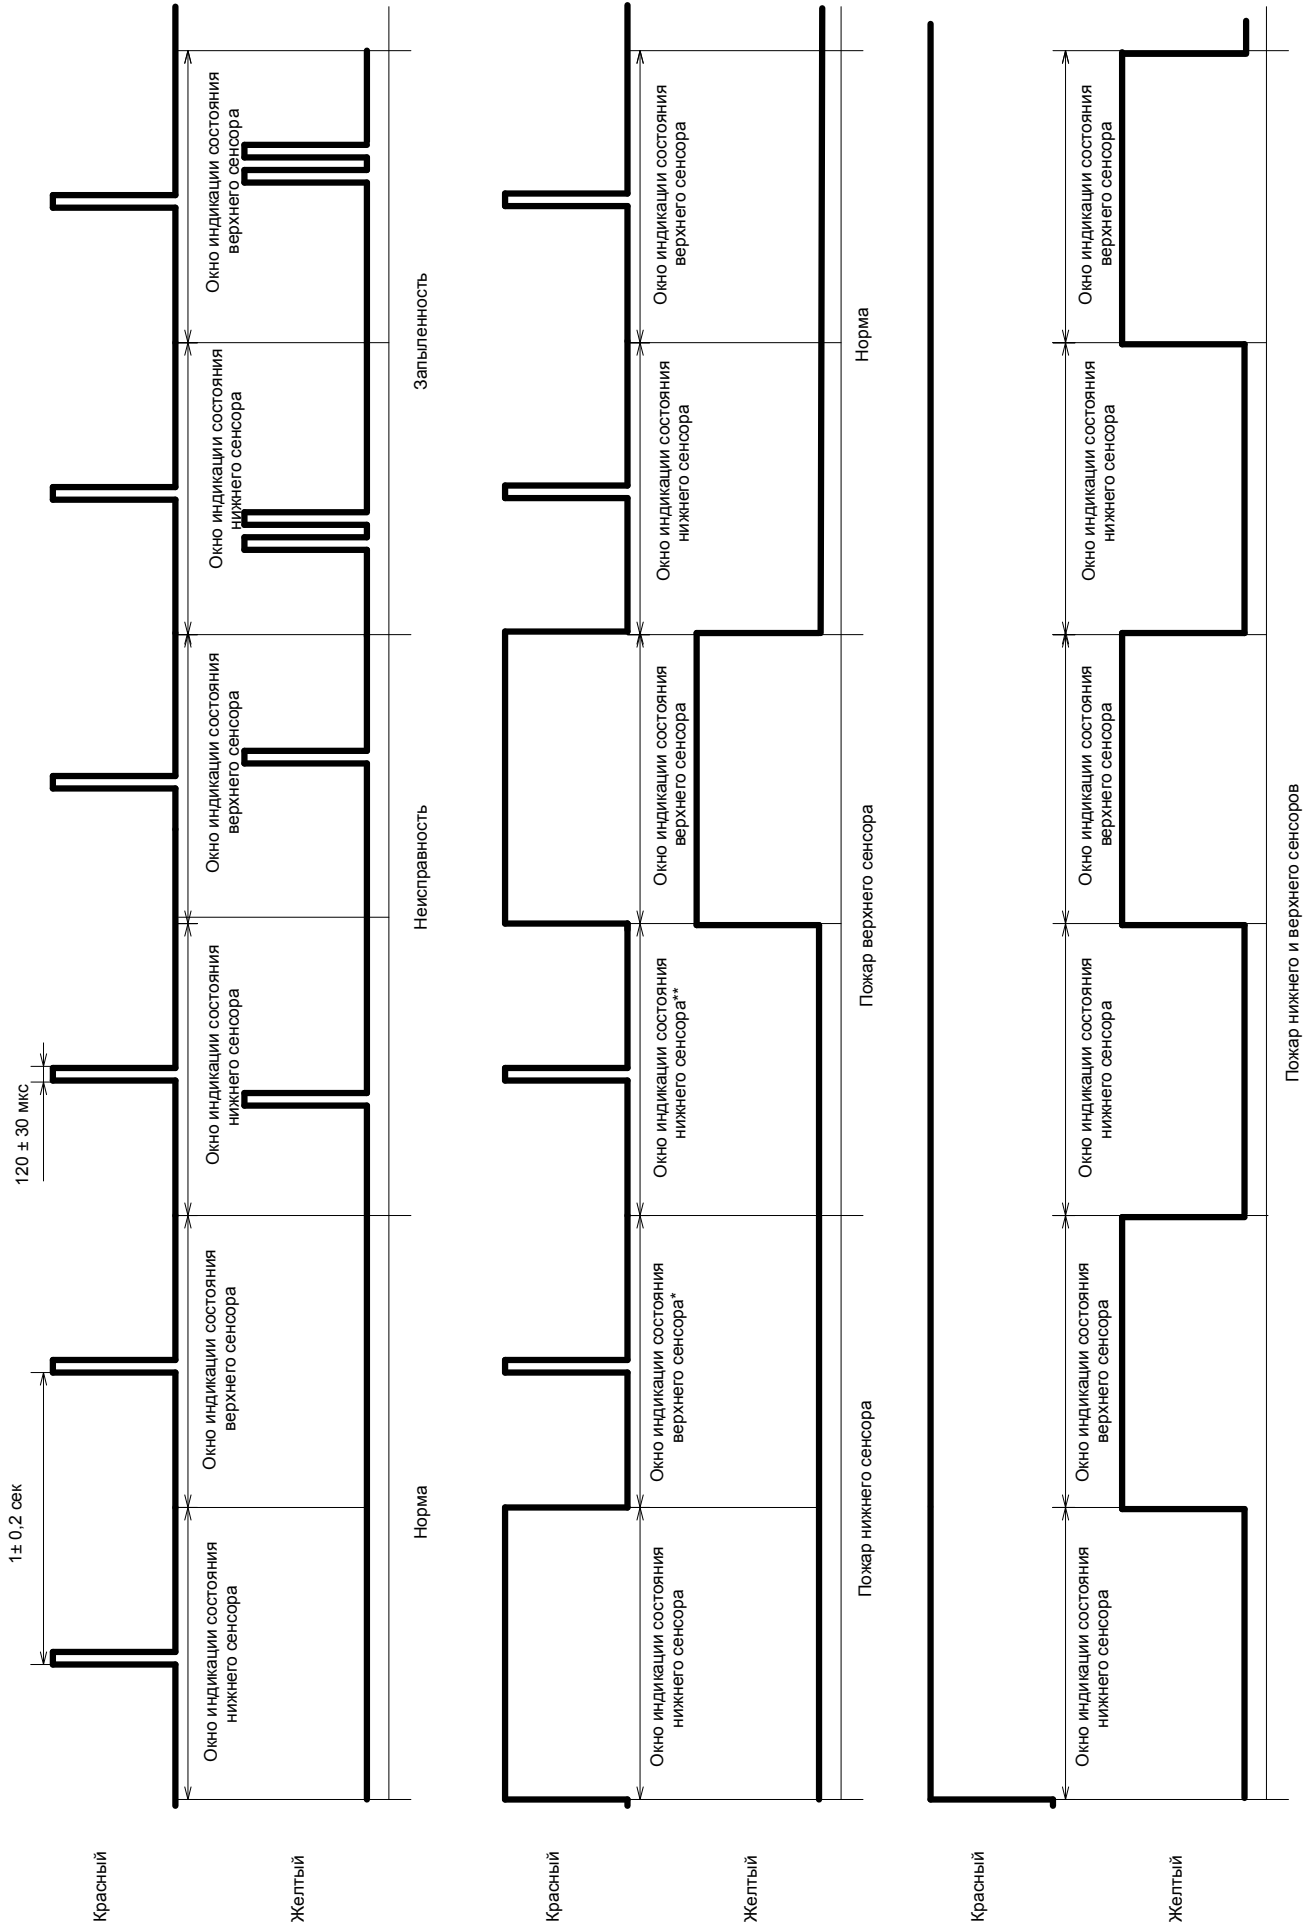 1± 0,2 сек
120 ± 30 мкс
Красный
Окно индикации состояния
нижнего сенсора
Окно индикации состояния
верхнего сенсора
Окно индикации состояния
нижнего сенсора
Окно индикации состояния
верхнего сенсора
Окно индикации состояния
нижнего сенсора
Окно индикации состояния
верхнего сенсора
Желтый
Норма
Неисправность
Запыленность
Красный
Окно индикации состояния
нижнего сенсора
Окно индикации состояния
верхнего сенсора*
Окно индикации состояния
нижнего сенсора**
Окно индикации состояния
верхнего сенсора
Окно индикации состояния
нижнего сенсора
Окно индикации состояния
верхнего сенсора
Желтый
Пожар нижнего сенсора
Пожар верхнего сенсора
Норма
Красный
Окно индикации состояния
нижнего сенсора
Окно индикации состояния
верхнего сенсора
Окно индикации состояния
нижнего сенсора
Окно индикации состояния
верхнего сенсора
Окно индикации состояния
нижнего сенсора
Окно индикации состояния
верхнего сенсора
Желтый
Пожар нижнего и верхнего сенсоров